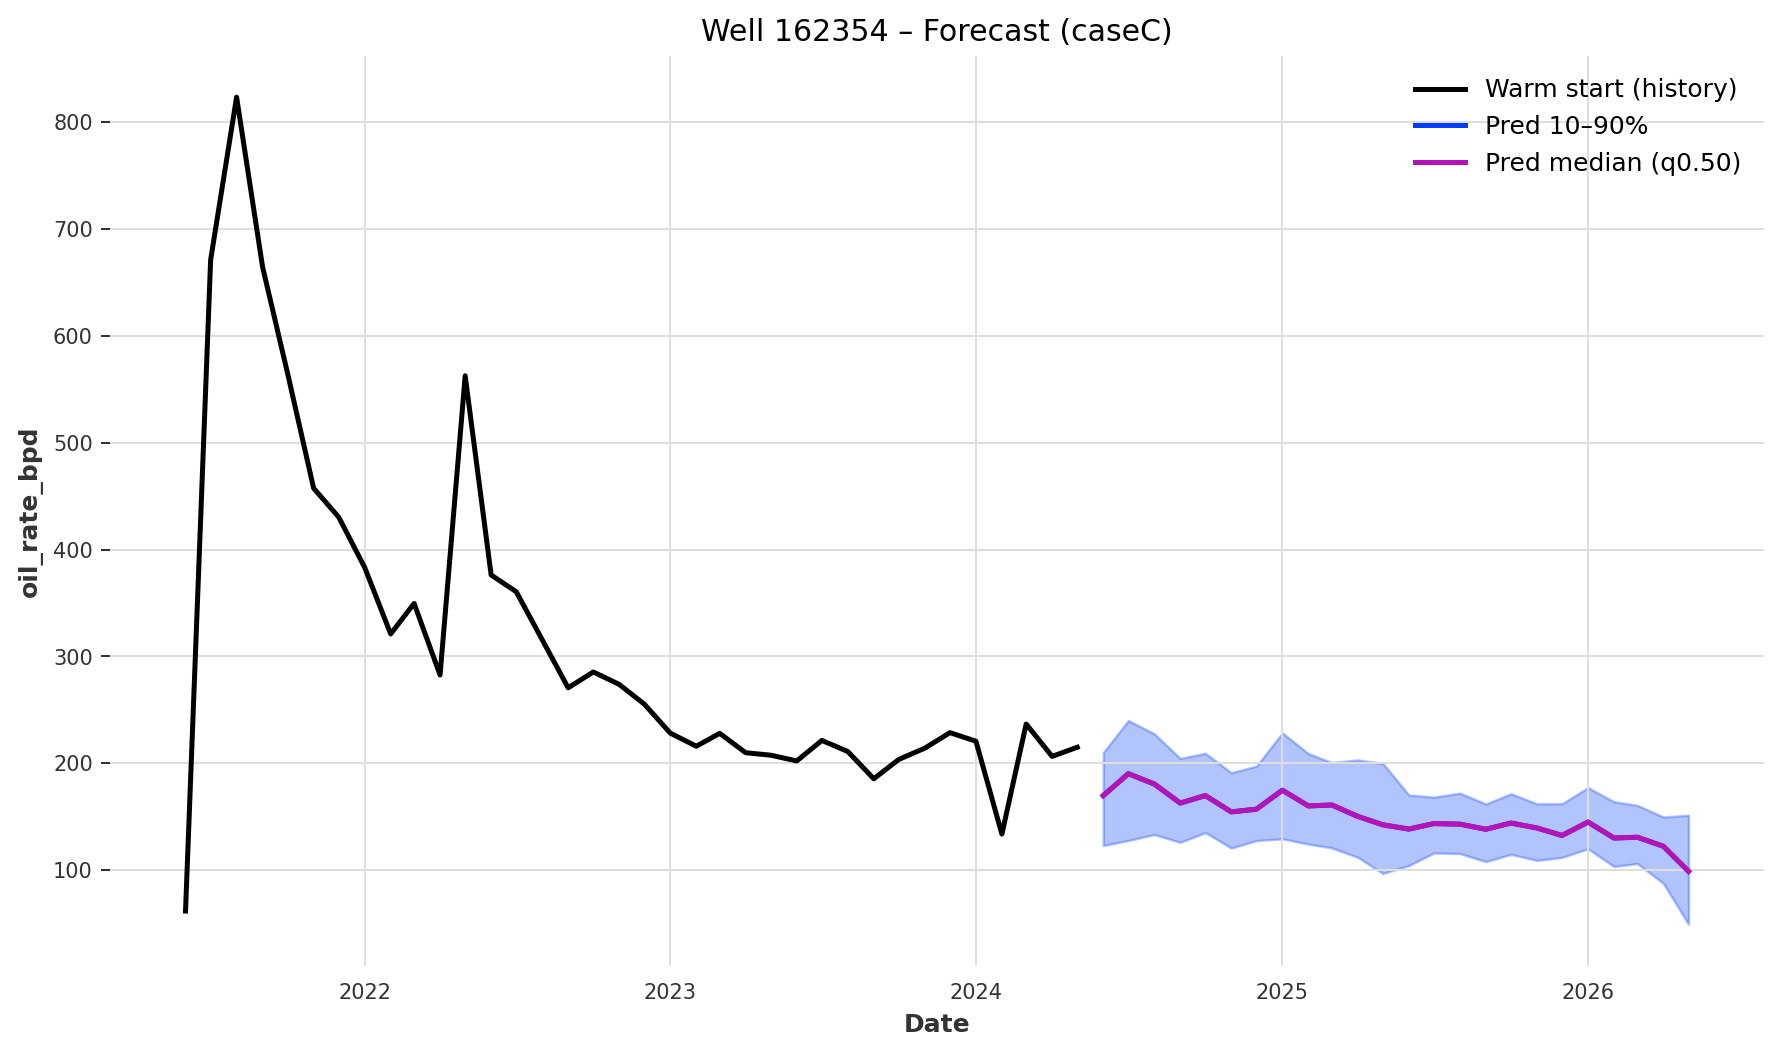 Well 162354 – Forecast (caseC)
Warm start (history)
Pred 10–90%
Pred median (q0.50)
oil_rate_bpd
800
700
600
500
400
300
200
100
2022
2023
2024
2025
2026
Date